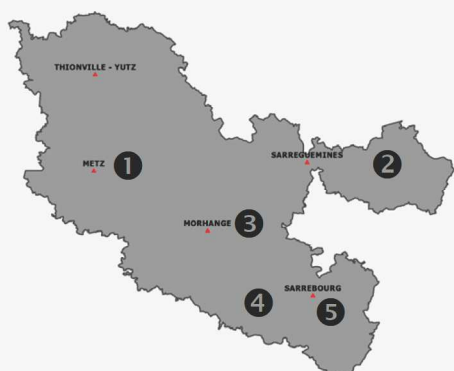 THIONVILLE - YUTZ
SARREGUEMINES
2
METZ
1
MORHANGE
3
SARREBOURG
4
5